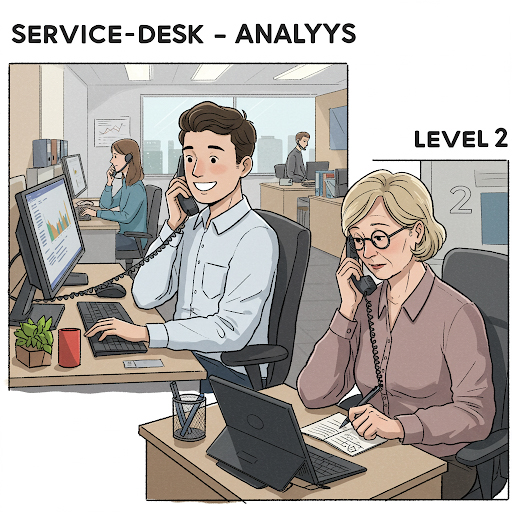 SERVICE-DESK – ANALYYS
LEVEL 2
2